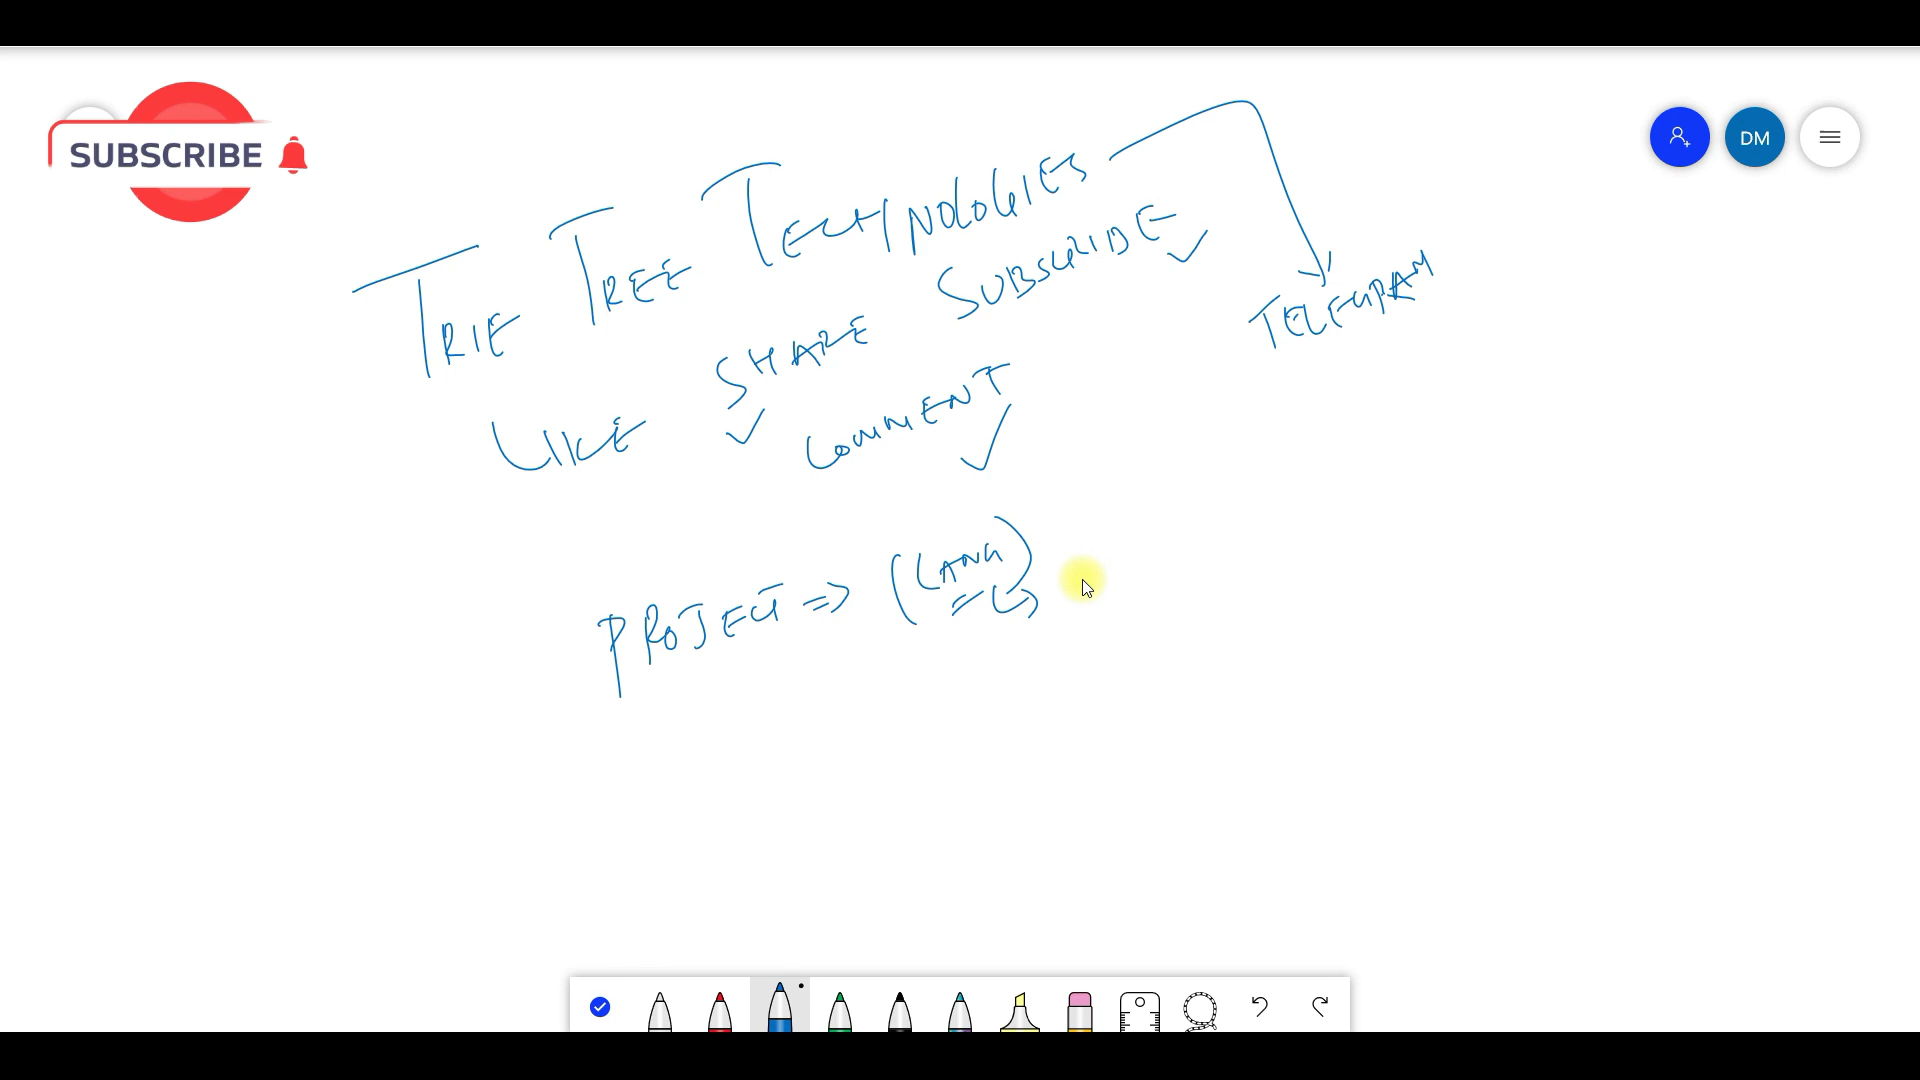 SUBSCRIBE
DM
TRIE TREE TECHNOLOGIES
LIKE SHARE SUBSCRIBE
TELEGRAM
COMMENT
PROJECT => (LANG)